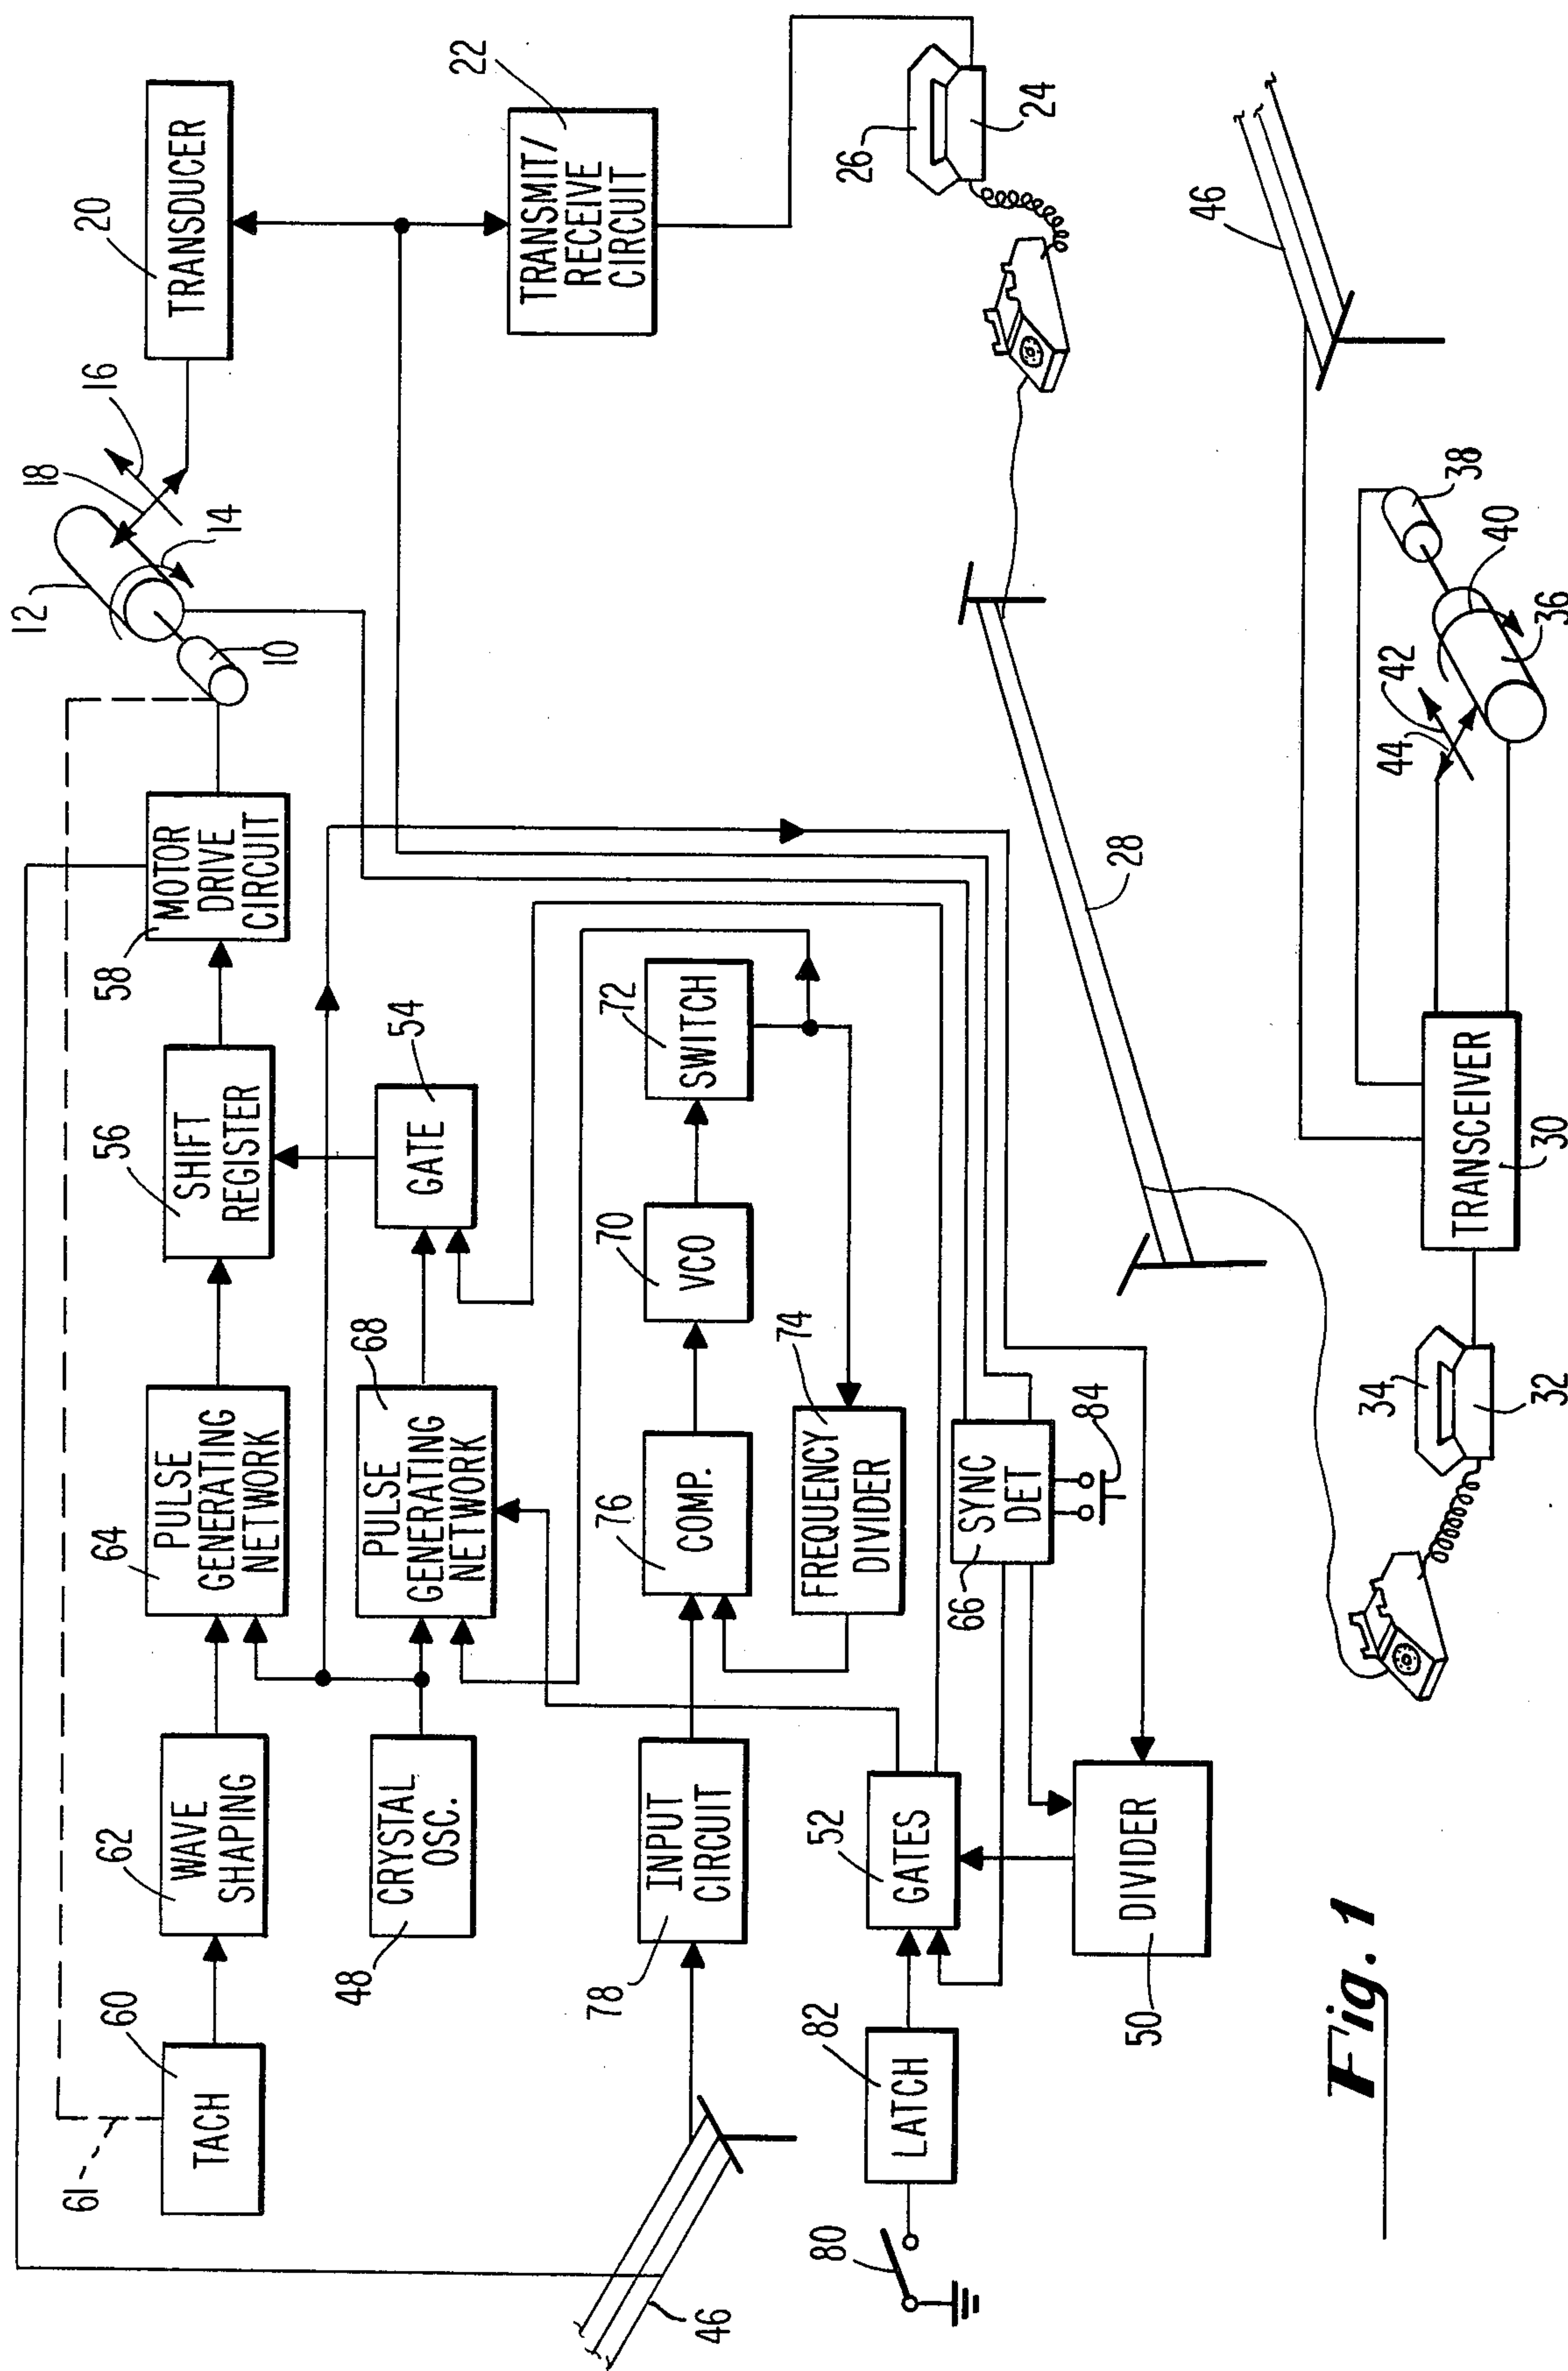 61
60
TACH
62
WAVE
SHAPING
64
PULSE
GENERATING
NETWORK
56
SHIFT
REGISTER
58
MOTOR
DRIVE
CIRCUIT
10
12
14
18
16
20
TRANSDUCER
48
CRYSTAL
OSC.
68
PULSE
GENERATING
NETWORK
54
GATE
22
TRANSMIT/
RECEIVE
CIRCUIT
46
78
INPUT
CIRCUIT
76
COMP.
70
VCO
72
SWITCH
74
FREQUENCY
DIVIDER
26
24
80
82
LATCH
52
GATES
66
SYNC
DET
84
50
DIVIDER
28
46
34
32
TRANSCEIVER
30
44
42
40
38
36
Fig. 1